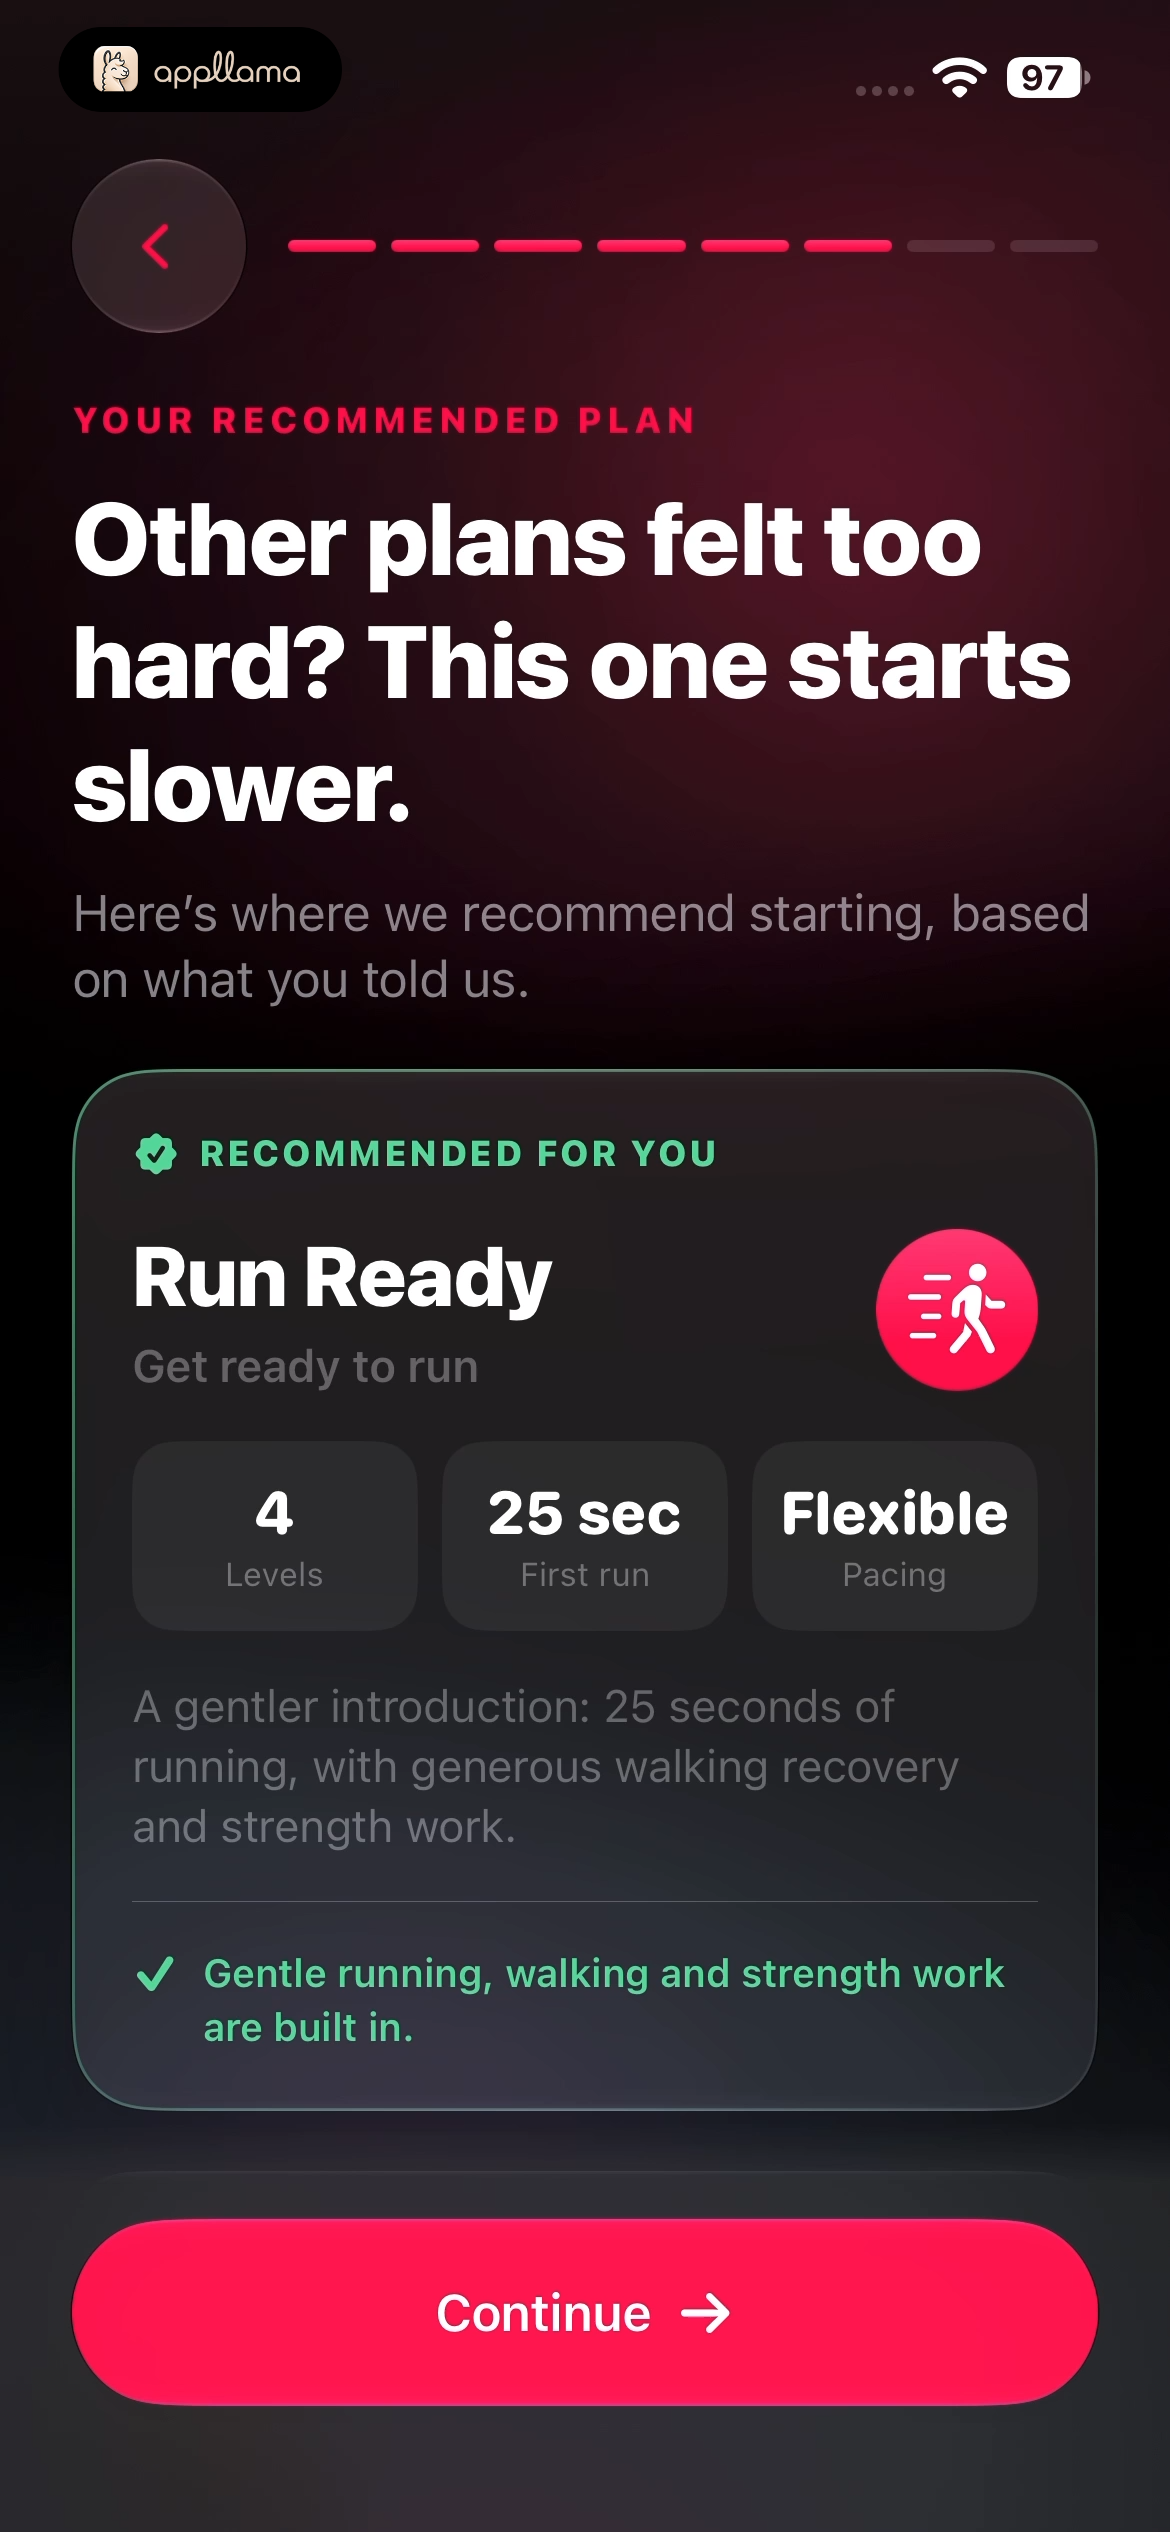 appllama
97
YOUR RECOMMENDED PLAN
Other plans felt too
hard? This one starts
slower.
Here’s where we recommend starting, based
on what you told us.
RECOMMENDED FOR YOU
Run Ready
Get ready to run
4
Levels
25 sec
First run
Flexible
Pacing
A gentler introduction: 25 seconds of
running, with generous walking recovery
and strength work.
Gentle running, walking and strength work
are built in.
Continue